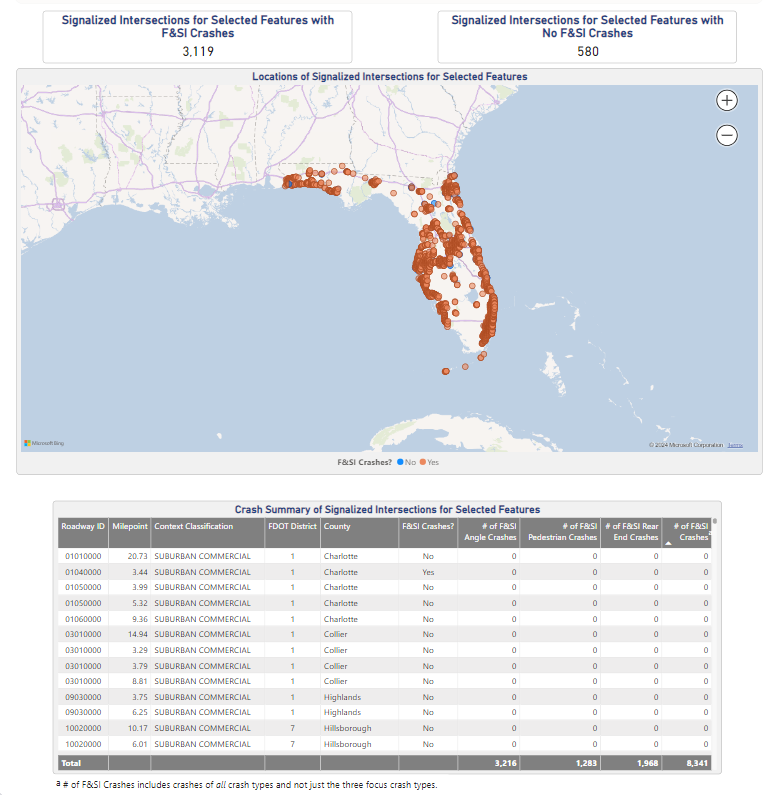 Signalized Intersections for Selected Features with
F&SI Crashes
3,119
Signalized Intersections for Selected Features with
No F&SI Crashes
580
Locations of Signalized Intersections for Selected Features
Microsoft Bing
© 2024 Microsoft Corporation Terms
F&SI Crashes? No Yes
Crash Summary of Signalized Intersections for Selected Features
Roadway ID Milepoint Context Classification FDOT District County F&SI Crashes? # of F&SI Angle Crashes # of F&SI Pedestrian Crashes # of F&SI Rear End Crashes # of F&SI Crashes
01010000 20.73 SUBURBAN COMMERCIAL 1 Charlotte No 0 0 0 0
01040000 3.44 SUBURBAN COMMERCIAL 1 Charlotte Yes 0 0 0 0
01050000 3.99 SUBURBAN COMMERCIAL 1 Charlotte No 0 0 0 0
01050000 5.32 SUBURBAN COMMERCIAL 1 Charlotte No 0 0 0 0
01060000 9.36 SUBURBAN COMMERCIAL 1 Charlotte No 0 0 0 0
03010000 14.94 SUBURBAN COMMERCIAL 1 Collier No 0 0 0 0
03010000 3.29 SUBURBAN COMMERCIAL 1 Collier No 0 0 0 0
03010000 3.79 SUBURBAN COMMERCIAL 1 Collier No 0 0 0 0
03010000 8.81 SUBURBAN COMMERCIAL 1 Collier No 0 0 0 0
09030000 3.75 SUBURBAN COMMERCIAL 1 Highlands No 0 0 0 0
09030000 6.25 SUBURBAN COMMERCIAL 1 Highlands No 0 0 0 0
10020000 10.17 SUBURBAN COMMERCIAL 7 Hillsborough No 0 0 0 0
10020000 6.01 SUBURBAN COMMERCIAL 7 Hillsborough No 0 0 0 0
Total 3,216 1,283 1,968 8,341
a # of F&SI Crashes includes crashes of all crash types and not just the three focus crash types.